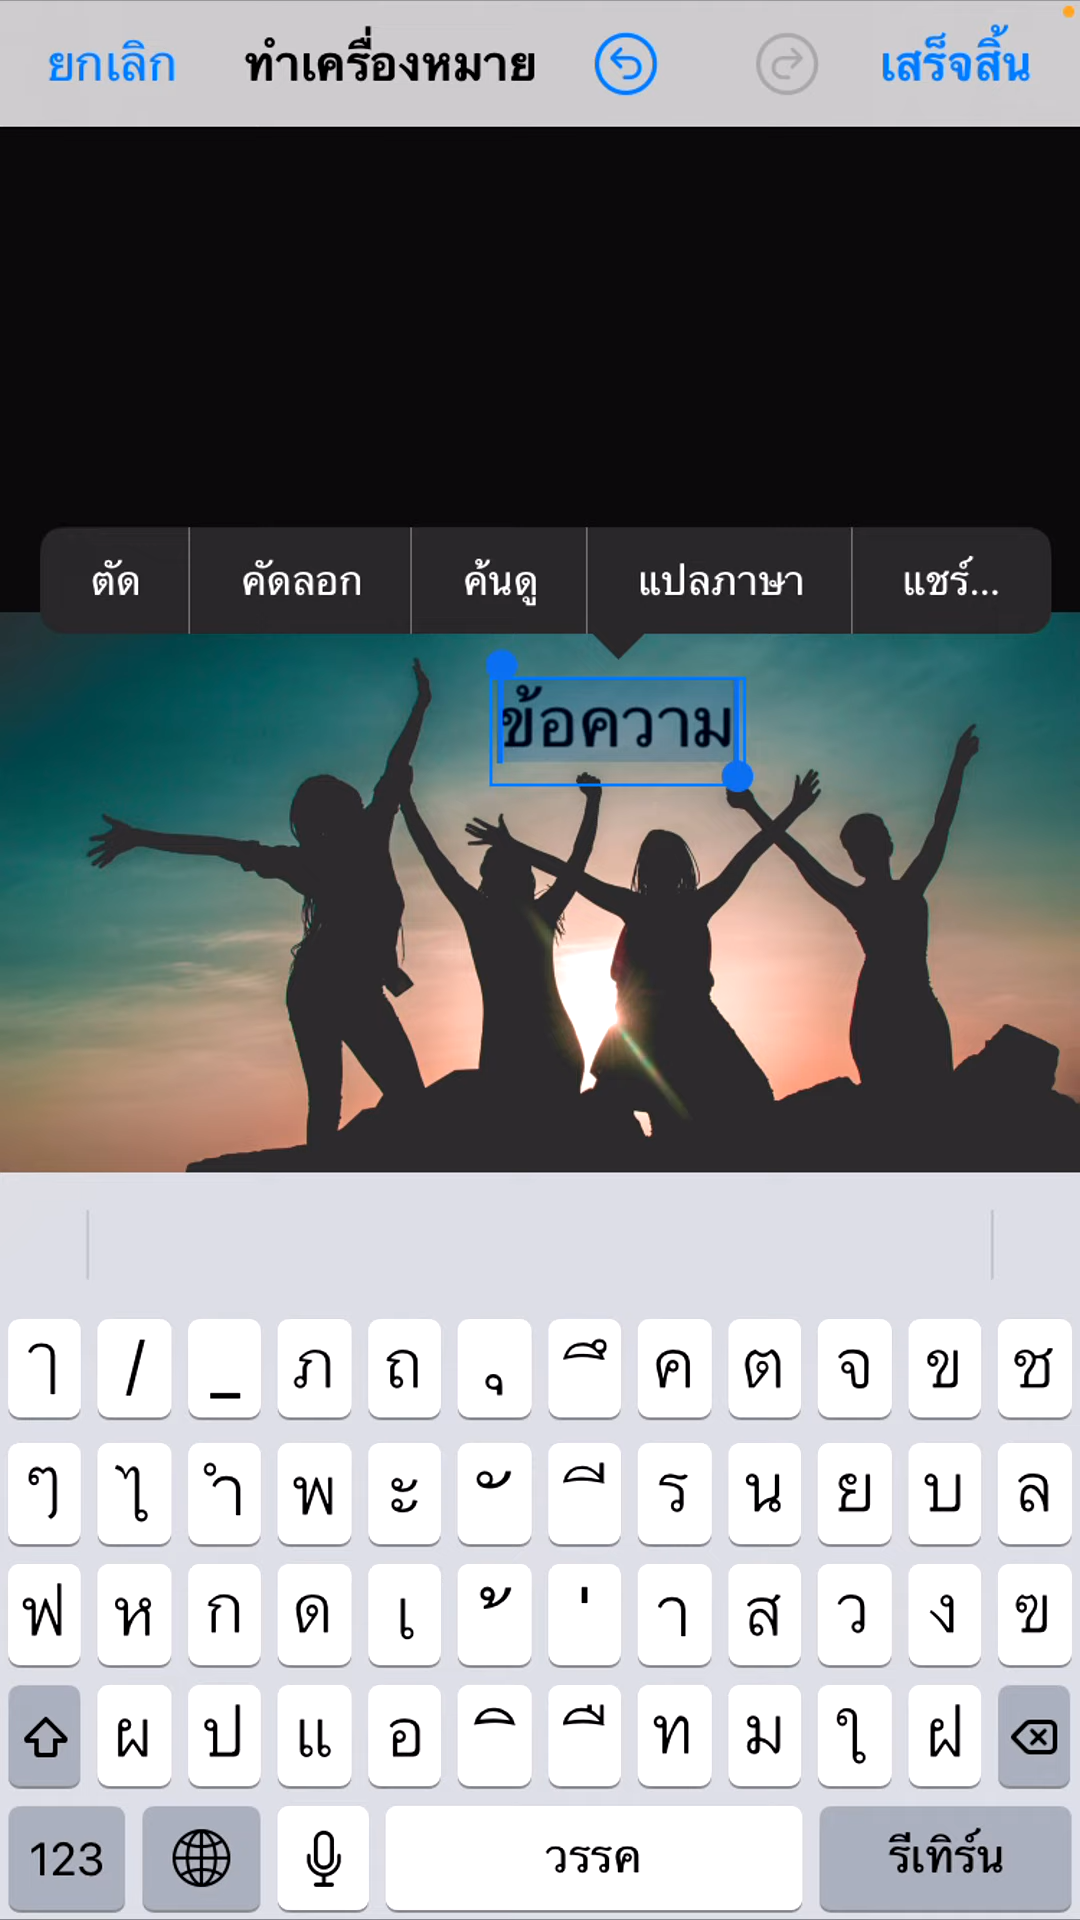 ยกเลิก ทำเครื่องหมาย เสร็จสิ้น
ตัด คัดลอก ค้นดู แปลภาษา แชร์...
ข้อความ
ๅ / _ ภ ถ ุ ึ ค ต จ ข ช
ๆ ไ ำ พ ะ ั ี ร น ย บ ล
ฟ ห ก ด เ ้ ่ า ส ว ง ฃ
ผ ป แ อ ิ ื ท ม ใ ฝ
123 วรรค รีเทิร์น